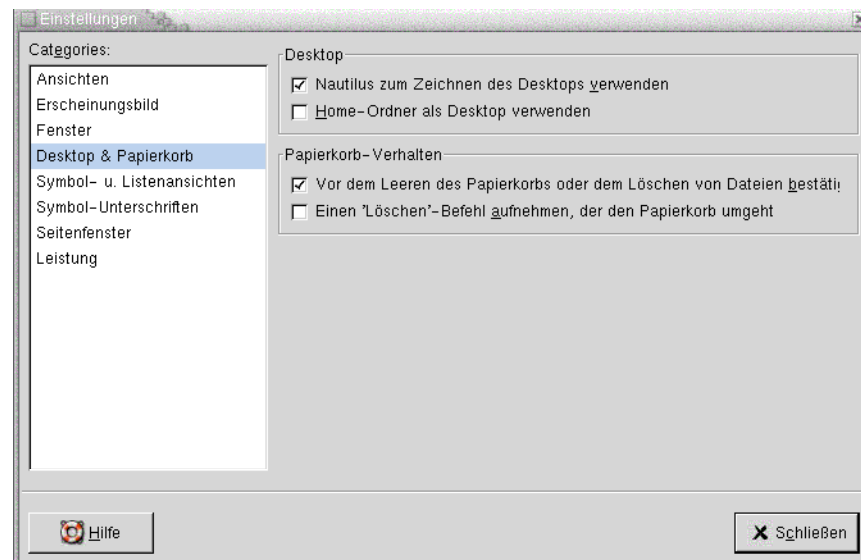 Einstellungen
Categories:
Ansichten
Erscheinungsbild
Fenster
Desktop & Papierkorb
Symbol- u. Listenansichten
Symbol-Unterschriften
Seitenfenster
Leistung
Desktop
Nautilus zum Zeichnen des Desktops verwenden
Home-Ordner als Desktop verwenden
Papierkorb-Verhalten
Vor dem Leeren des Papierkorbs oder dem Löschen von Dateien bestätig
Einen 'Löschen'-Befehl aufnehmen, der den Papierkorb umgeht
Hilfe
Schließen